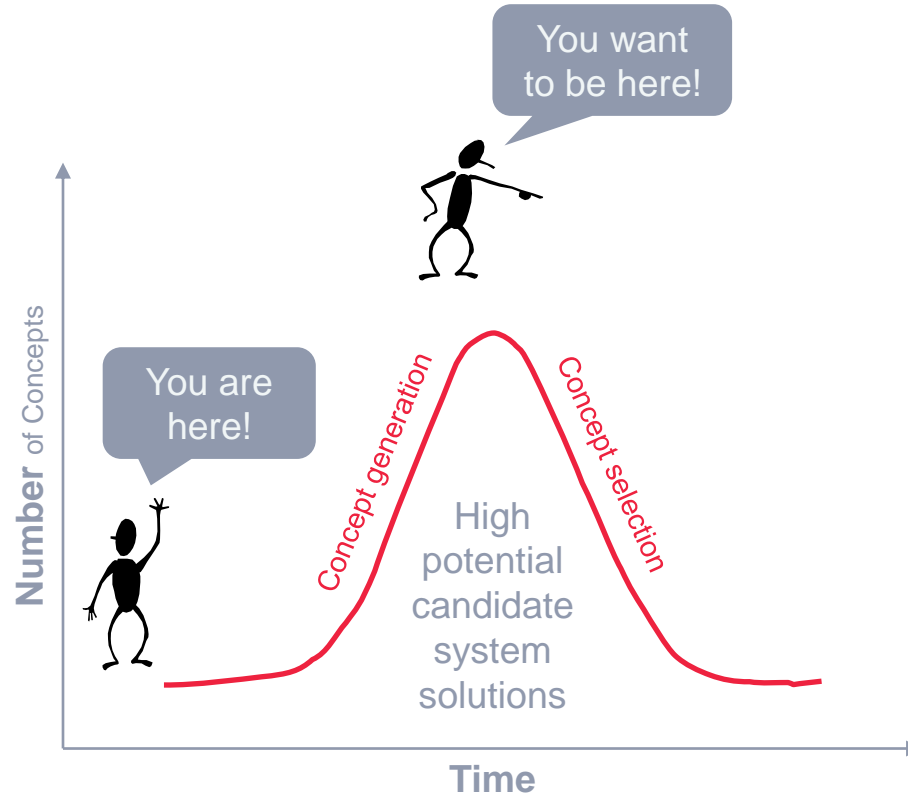 You want
to be here!
You are
here!
Number of Concepts
Concept generation
Concept selection
High
potential
candidate
system
solutions
Time